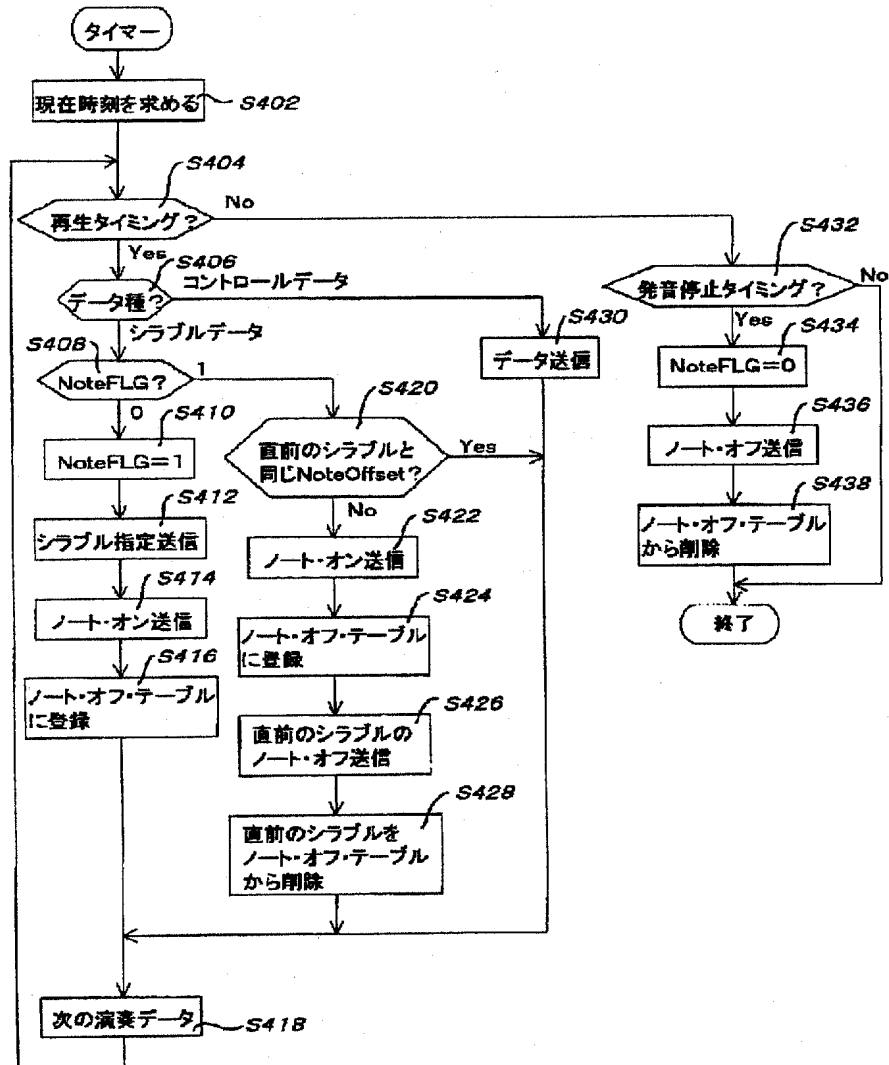 タイマー
現在時刻を求める
S402
S404
再生タイミング?
No
Yes
S406
データ種?
コントロールデータ
シラブルデータ
S408
NoteFLG?
1
0
S410
NoteFLG=1
S412
シラブル指定送信
S414
ノート・オン送信
S416
ノート・オフ・テーブル
に登録
S420
直前のシラブルと
同じNoteOffset?
Yes
No
S422
ノート・オン送信
S424
ノート・オフ・テーブル
に登録
S426
直前のシラブルの
ノート・オフ送信
S428
直前のシラブルを
ノート・オフ・テーブル
から削除
S430
データ送信
S432
発音停止タイミング?
No
Yes
S434
NoteFLG=0
S436
ノート・オフ送信
S438
ノート・オフ・テーブル
から削除
終了
次の演奏データ
S418